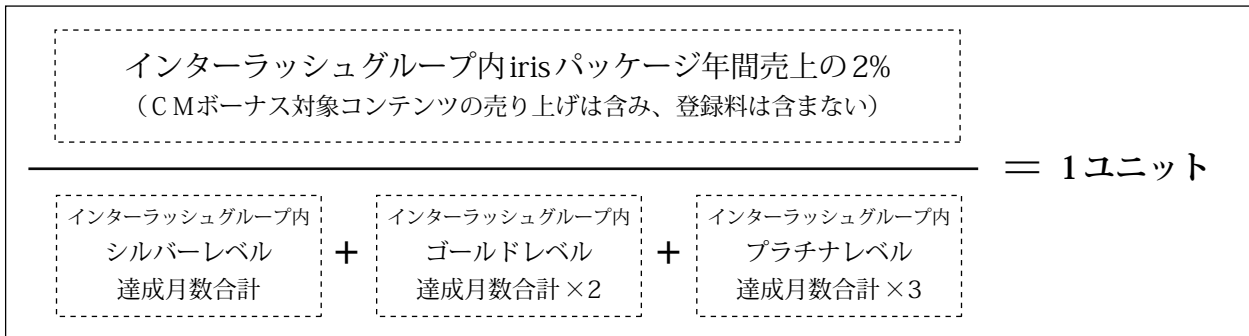 インターラッシュグループ内irisパッケージ年間売上の2%
（ＣＭボーナス対象コンテンツの売り上げは含み、登録料は含まない）
＝ 1ユニット
インターラッシュグループ内
シルバーレベル
達成月数合計
+
インターラッシュグループ内
ゴールドレベル
達成月数合計×2
+
インターラッシュグループ内
プラチナレベル
達成月数合計×3